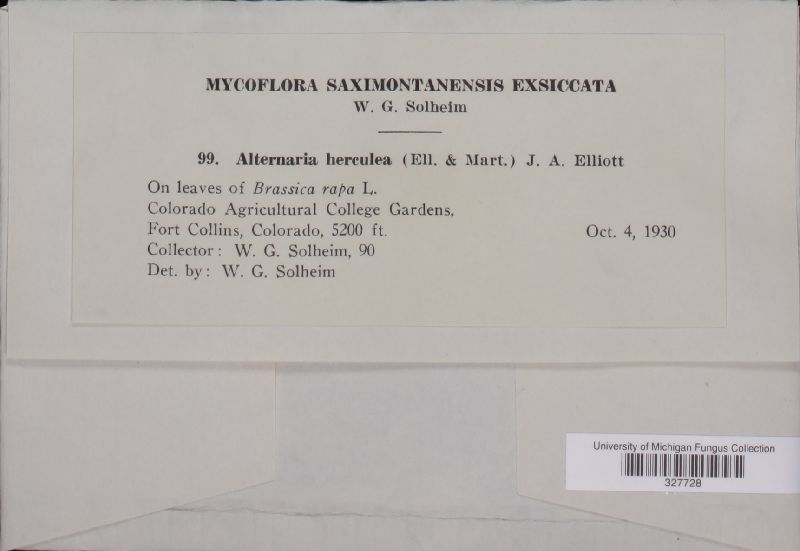 MYCOFLORA SAXIMONTANENSIS EXSICCATA
W. G. Solheim
99. Alternaria herculea (Ell. & Mart.) J. A. Elliott
On leaves of Brassica rapa L.
Colorado Agricultural College Gardens,
Fort Collins, Colorado, 5200 ft. Oct. 4, 1930
Collector: W. G. Solheim, 90
Det. by: W. G. Solheim
University of Michigan Fungus Collection
327728